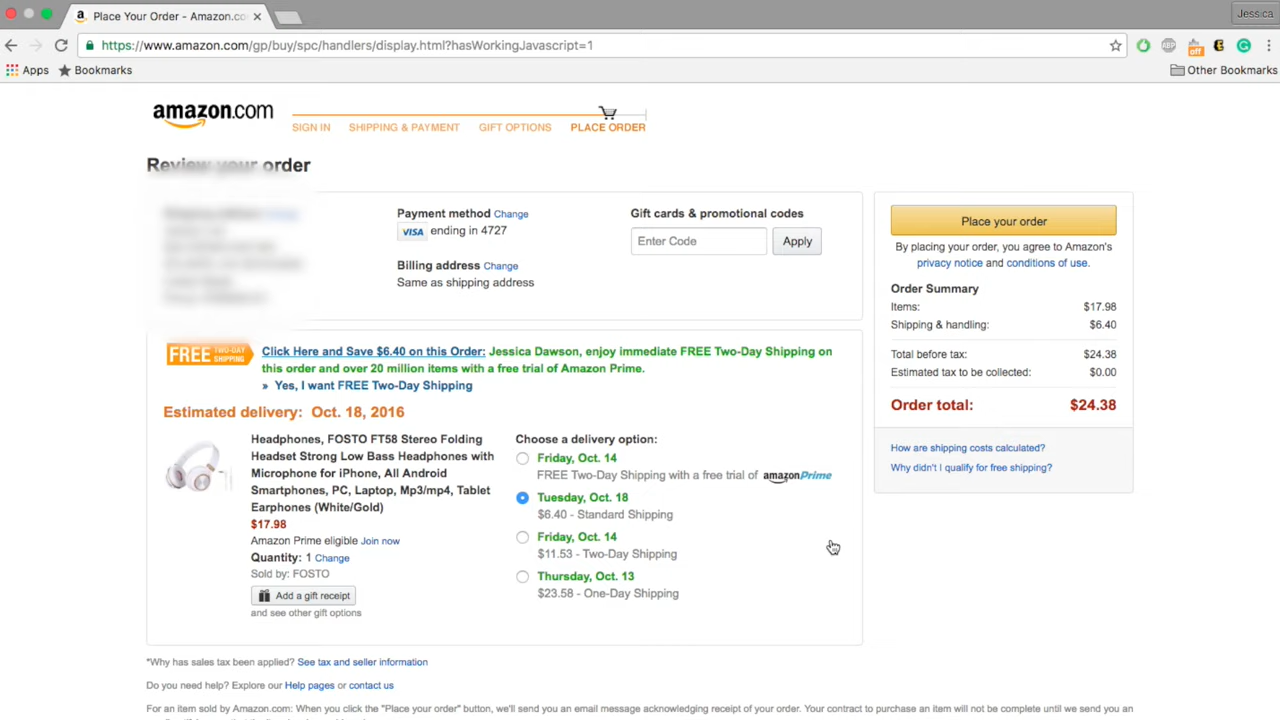 Place Your Order - Amazon.co
Jessica
https://www.amazon.com/gp/buy/spc/handlers/display.html?hasWorkingJavascript=1
ABP
off
Apps
Bookmarks
Other Bookmarks
amazon.com
SIGN IN
SHIPPING & PAYMENT
GIFT OPTIONS
PLACE ORDER
Review your order
Payment method Change
VISA ending in 4727
Billing address Change
Same as shipping address
Gift cards & promotional codes
Enter Code
Apply
FREE TWO-DAY SHIPPING
Click Here and Save $6.40 on this Order: Jessica Dawson, enjoy immediate FREE Two-Day Shipping on
this order and over 20 million items with a free trial of Amazon Prime.
» Yes, I want FREE Two-Day Shipping
Estimated delivery: Oct. 18, 2016
Headphones, FOSTO FT58 Stereo Folding
Headset Strong Low Bass Headphones with
Microphone for iPhone, All Android
Smartphones, PC, Laptop, Mp3/mp4, Tablet
Earphones (White/Gold)
$17.98
Amazon Prime eligible Join now
Quantity: 1 Change
Sold by: FOSTO
Add a gift receipt
and see other gift options
Choose a delivery option:
Friday, Oct. 14
FREE Two-Day Shipping with a free trial of amazonPrime
Tuesday, Oct. 18
$6.40 - Standard Shipping
Friday, Oct. 14
$11.53 - Two-Day Shipping
Thursday, Oct. 13
$23.58 - One-Day Shipping
Place your order
By placing your order, you agree to Amazon's
privacy notice and conditions of use.
Order Summary
Items: $17.98
Shipping & handling: $6.40
Total before tax: $24.38
Estimated tax to be collected: $0.00
Order total: $24.38
How are shipping costs calculated?
Why didn't I qualify for free shipping?
*Why has sales tax been applied? See tax and seller information
Do you need help? Explore our Help pages or contact us
For an item sold by Amazon.com: When you click the "Place your order" button, we'll send you an email message acknowledging receipt of your order. Your contract to purchase an item will not be complete until we send you an